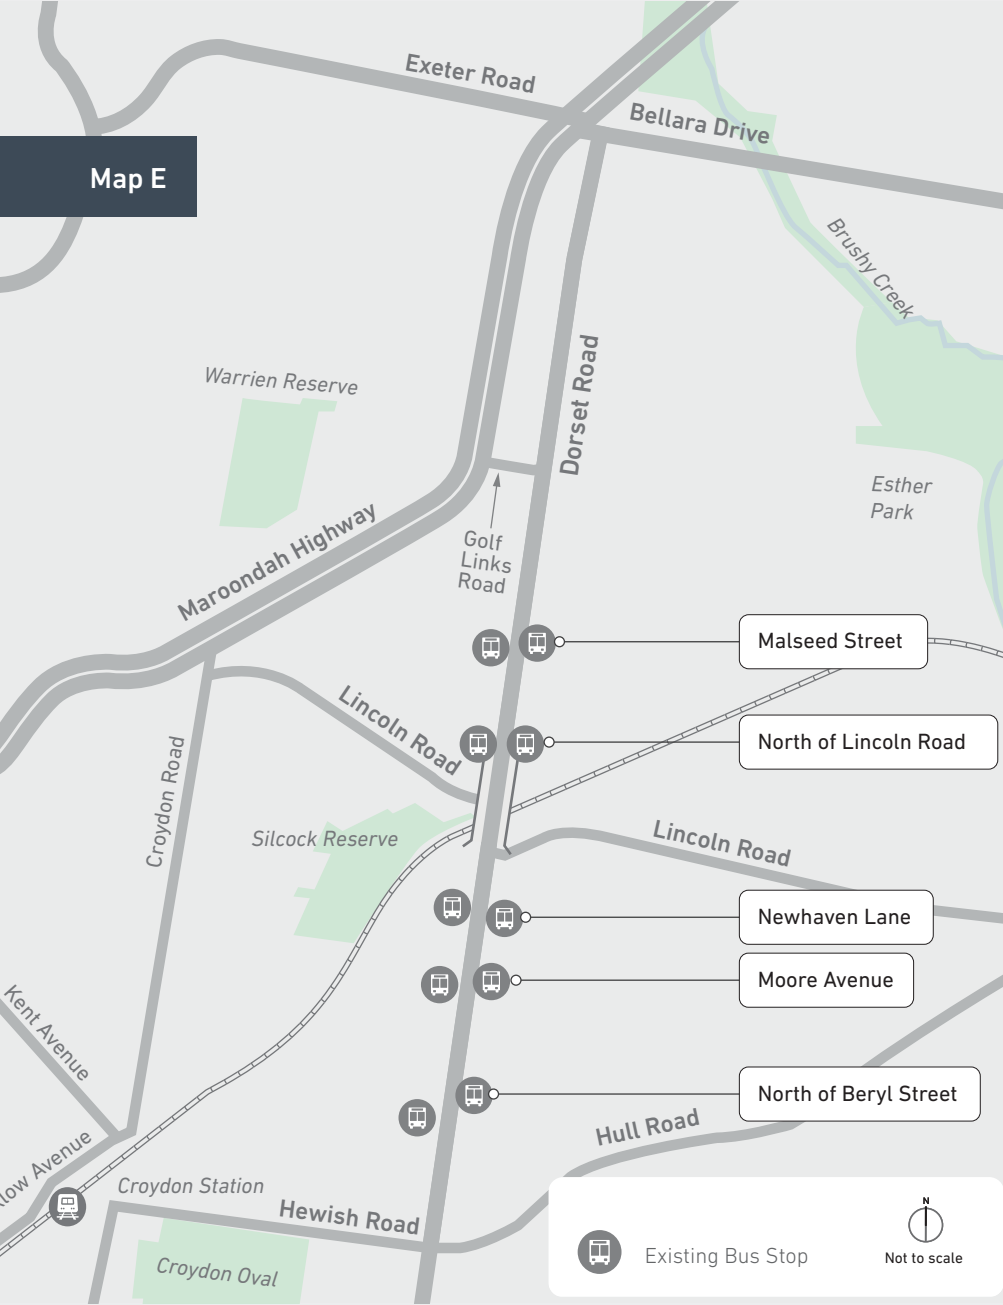 Exeter Road
Bellara Drive
Map E
Brushy Creek
Warrien Reserve
Dorset Road
Esther
Park
Maroondah Highway
Golf
Links
Road
Malseed Street
Lincoln Road
North of Lincoln Road
Croydon Road
Silcock Reserve
Lincoln Road
Newhaven Lane
Moore Avenue
Kent Avenue
North of Beryl Street
Hull Road
Avenue
Croydon Station
Hewish Road
N
Existing Bus Stop
Not to scale
Croydon Oval